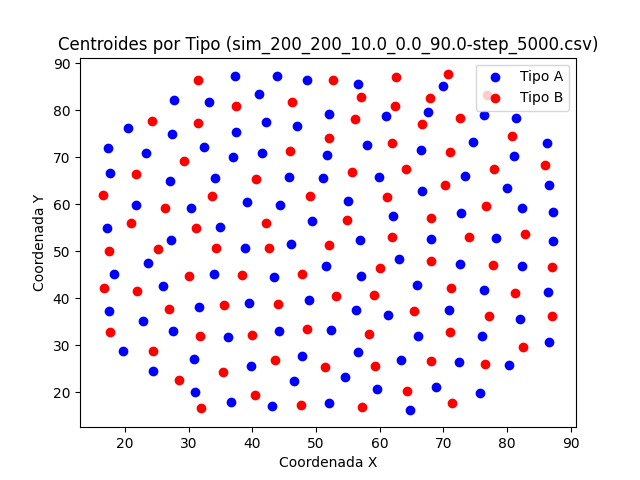 Centroides por Tipo (sim_200_200_10.0_0.0_90.0-step_5000.csv)
Tipo A
Tipo B
90
80
70
60
50
40
30
20
Coordenada Y
20 30 40 50 60 70 80 90
Coordenada X